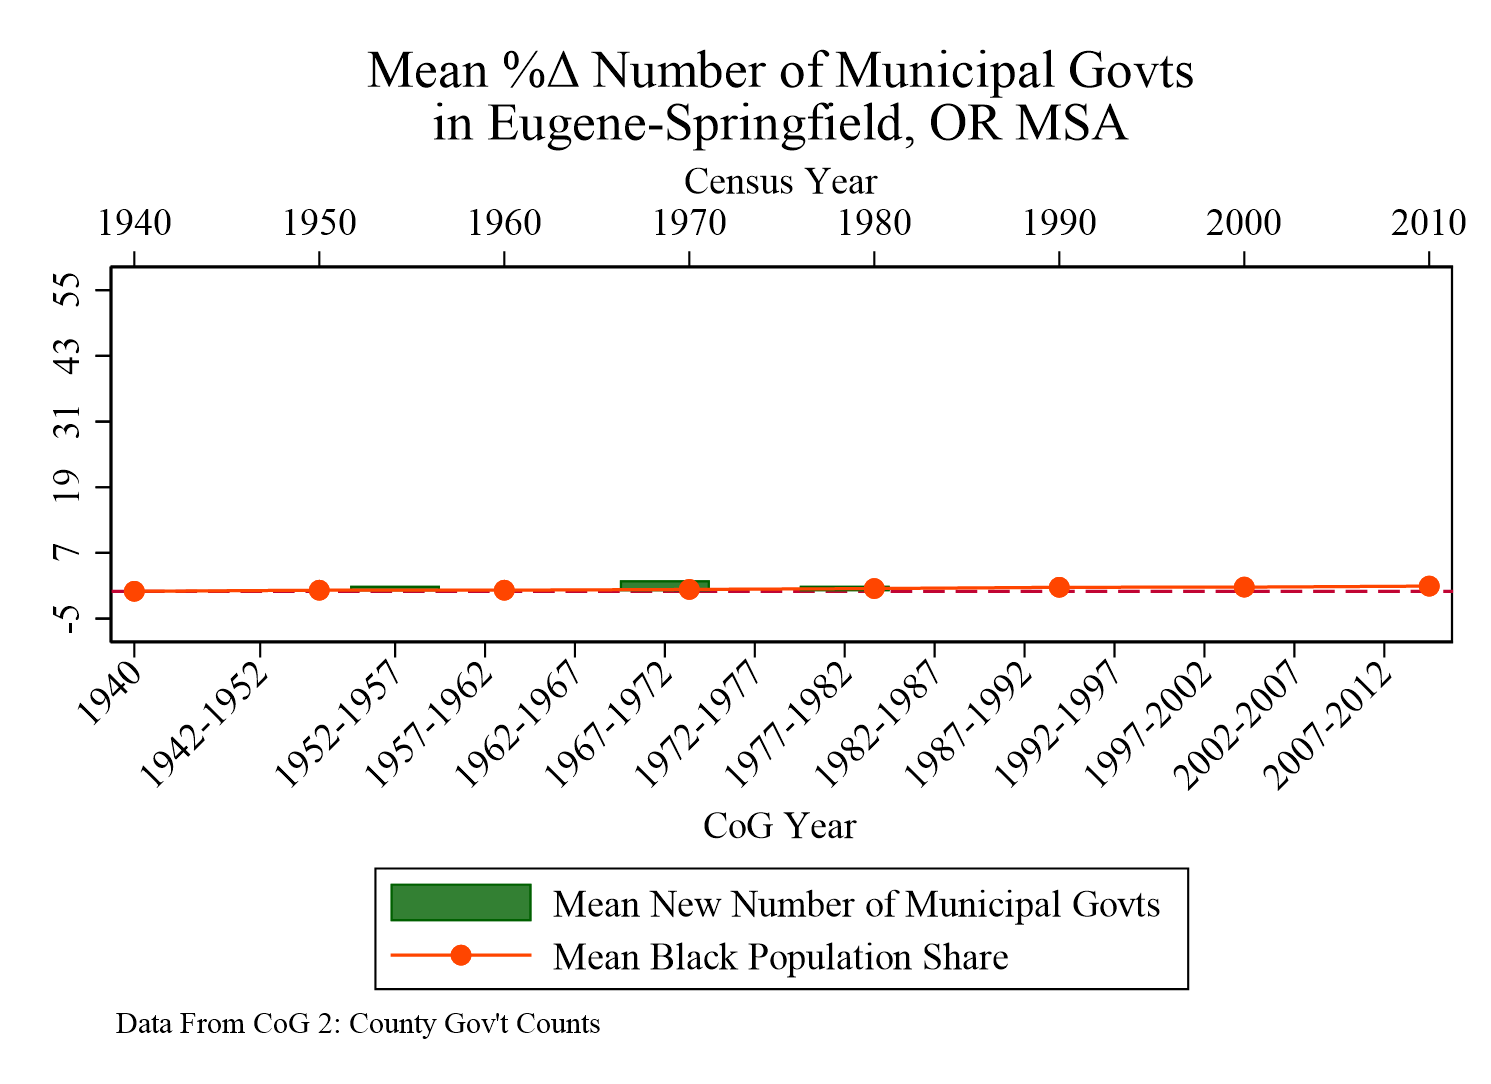 Mean %Δ Number of Municipal Govts
in Eugene-Springfield, OR MSA
Census Year
1940 1950 1960 1970 1980 1990 2000 2010
55
43
31
19
7
-5
1940 1942-1952 1952-1957 1957-1962 1962-1967 1967-1972 1972-1977 1977-1982 1982-1987 1987-1992 1992-1997 1997-2002 2002-2007 2007-2012
CoG Year
Mean New Number of Municipal Govts
Mean Black Population Share
Data From CoG 2: County Gov't Counts